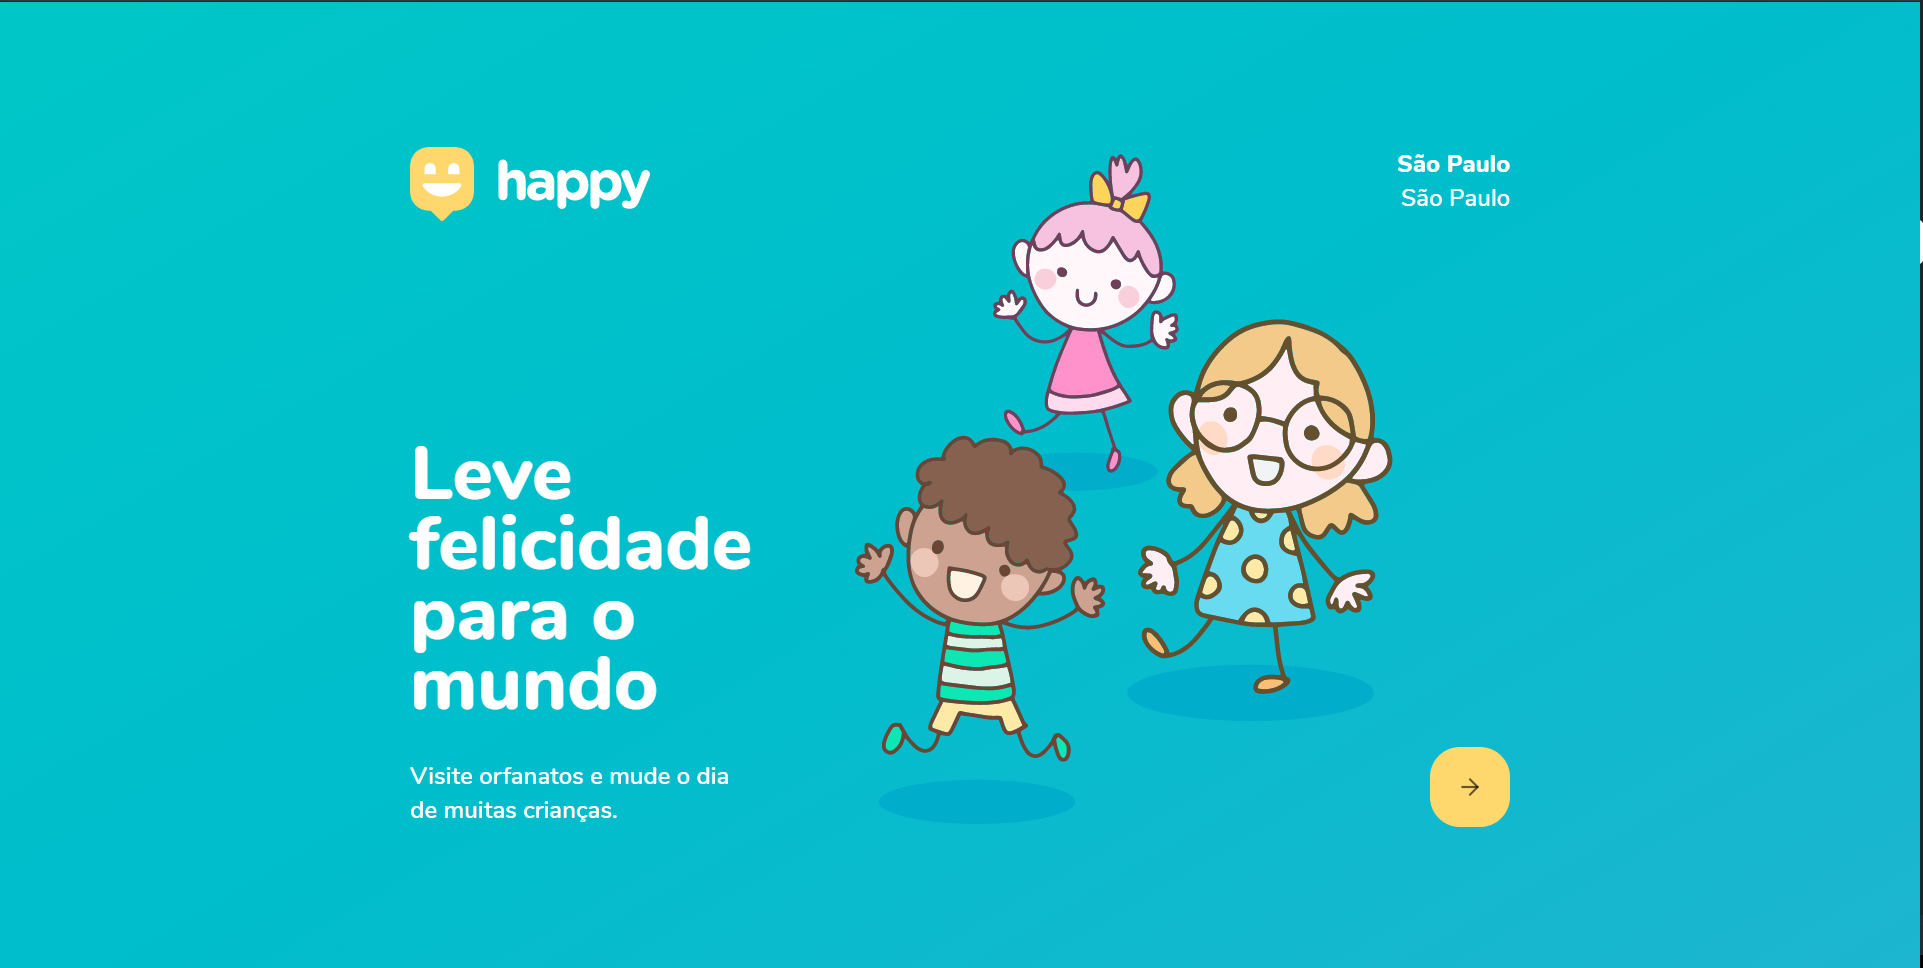 happy
São Paulo
São Paulo
Leve
felicidade
para o
mundo
Visite orfanatos e mude o dia
de muitas crianças.